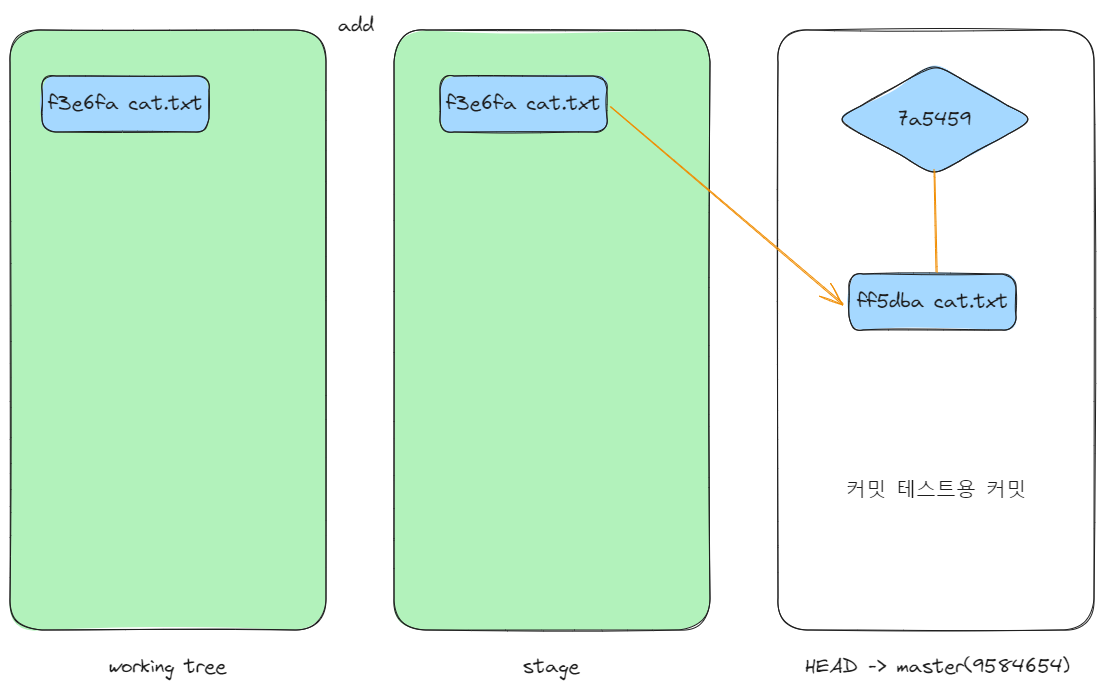 add
f3e6fa cat.txt
f3e6fa cat.txt
7a5459
ff5dba cat.txt
커밋 테스트용 커밋
working tree
stage
HEAD -> master(9584654)